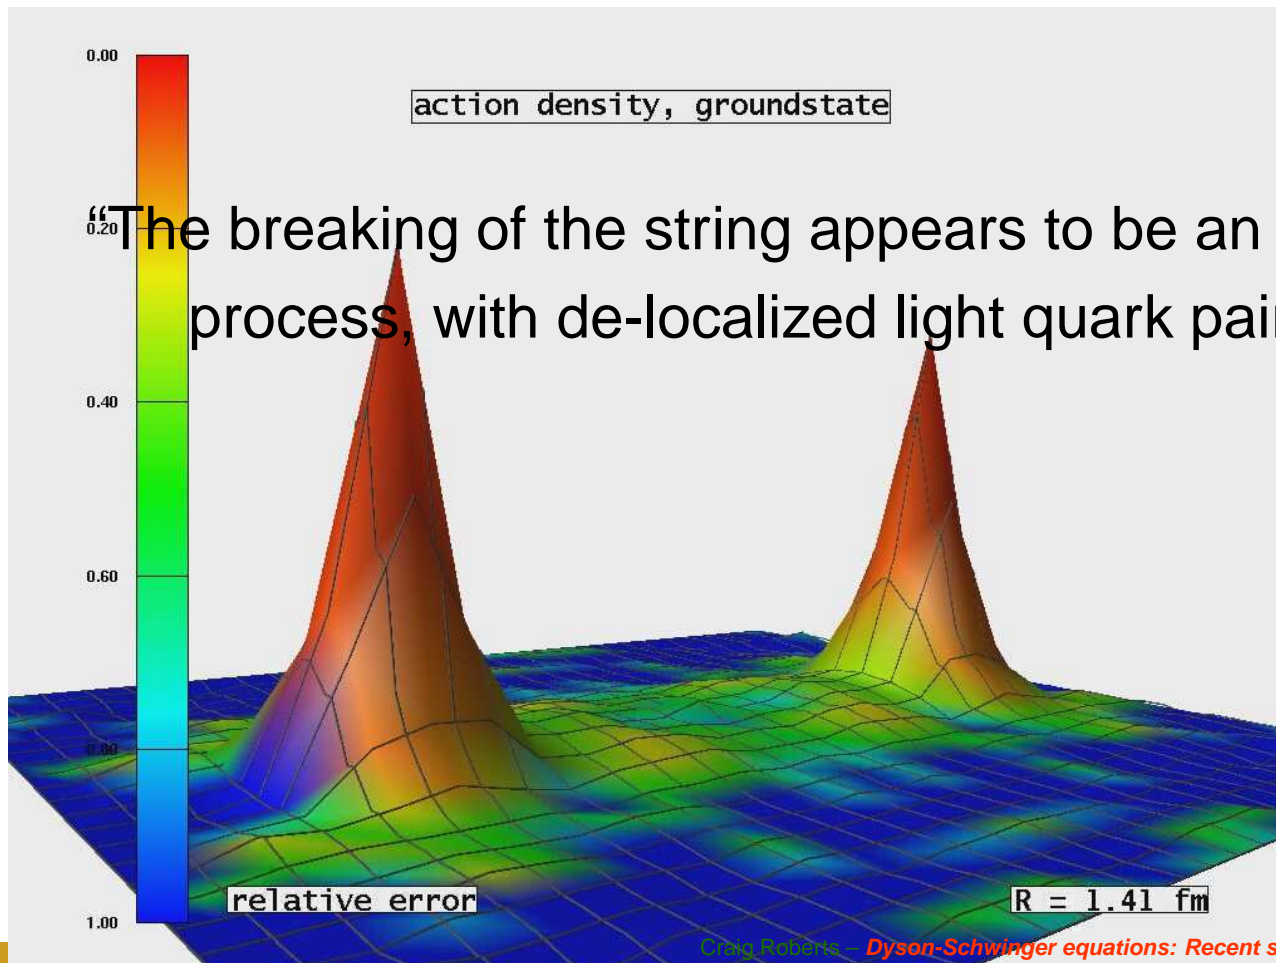 0.00
action density, groundstate
0.20
“The breaking of the string appears to be an
process, with de-localized light quark pai
0.40
0.60
0.80
relative error
R = 1.41 fm
1.00
Craig Roberts – Dyson-Schwinger equations: Recent s